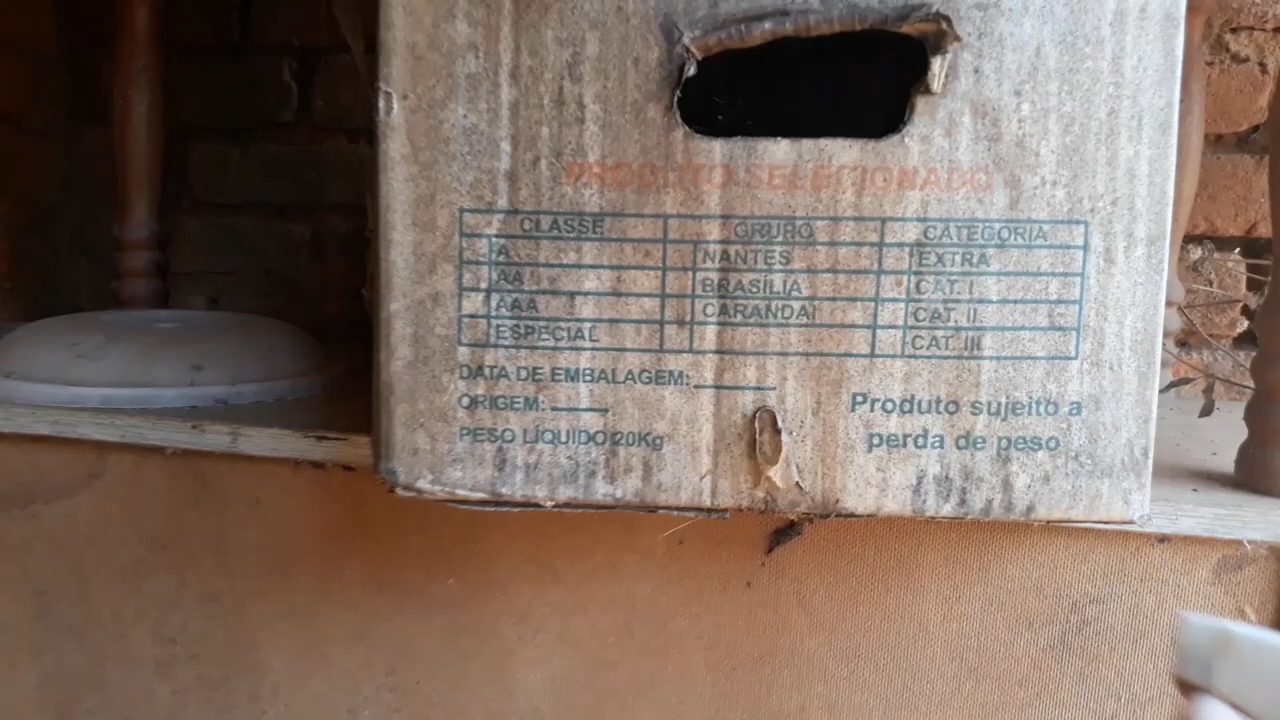 PRODUTO SELECIONADO
CLASSE GRUPO CATEGORIA
A NANTES EXTRA
AA BRASÍLIA CAT. I
AAA CARANDAÍ CAT. II.
ESPECIAL CAT. III
DATA DE EMBALAGEM:
ORIGEM:
PESO LÍQUIDO 20Kg
Produto sujeito a
perda de peso